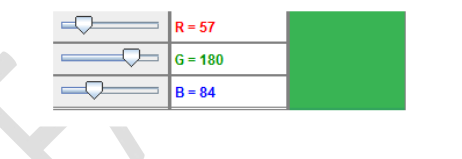 R = 57
G = 180
B = 84